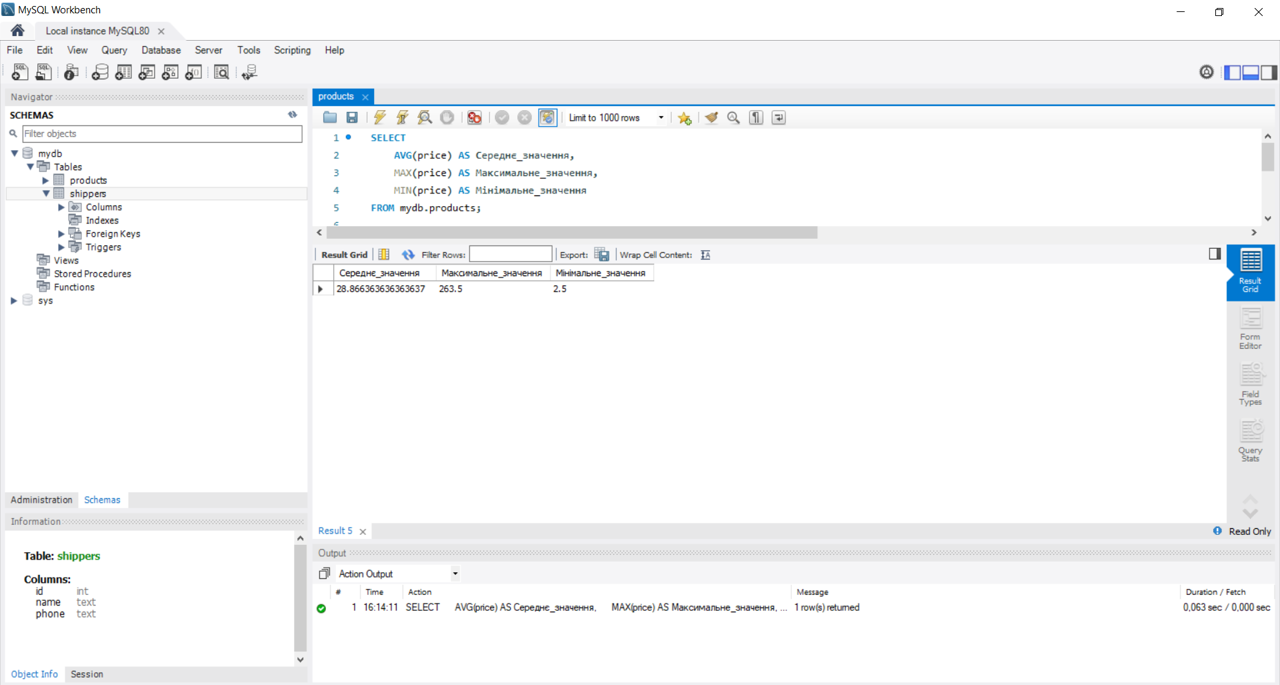 MySQL Workbench
Local instance MySQL80
File Edit View Query Database Server Tools Scripting Help
Navigator
SCHEMAS
Filter objects
mydb
Tables
products
shippers
Columns
Indexes
Foreign Keys
Triggers
Views
Stored Procedures
Functions
sys
Administration Schemas
Information
Table: shippers
Columns:
id int
name text
phone text
Object Info Session
products
Limit to 1000 rows
1 SELECT
2 AVG(price) AS Середнє_значення,
3 MAX(price) AS Максимальне_значення,
4 MIN(price) AS Мінімальне_значення
5 FROM mydb.products;
Result Grid Filter Rows: Export: Wrap Cell Content:
Середнє_значення Максимальне_значення Мінімальне_значення
28.866363636363637 263.5 2.5
Result Grid
Form Editor
Field Types
Query Stats
Result 5 Read Only
Output
Action Output
# Time Action Message Duration / Fetch
1 16:14:11 SELECT AVG(price) AS Середнє_значення, MAX(price) AS Максимальне_значення, ... 1 row(s) returned 0,063 sec / 0,000 sec